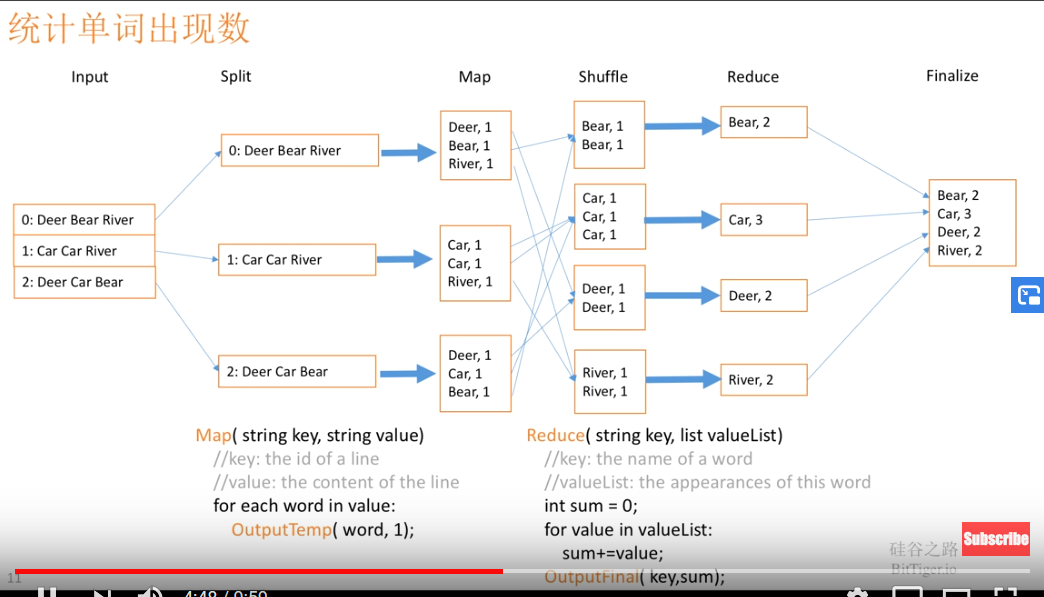 统计单词出现数
Input
Split
Map
Shuffle
Reduce
Finalize
0: Deer Bear River
1: Car Car River
2: Deer Car Bear
0: Deer Bear River
1: Car Car River
2: Deer Car Bear
Deer, 1
Bear, 1
River, 1
Car, 1
Car, 1
River, 1
Deer, 1
Car, 1
Bear, 1
Bear, 1
Bear, 1
Car, 1
Car, 1
Car, 1
Deer, 1
Deer, 1
River, 1
River, 1
Bear, 2
Car, 3
Deer, 2
River, 2
Bear, 2
Car, 3
Deer, 2
River, 2
Map( string key, string value)
//key: the id of a line
//value: the content of the line
for each word in value:
OutputTemp( word, 1);
Reduce( string key, list valueList)
//key: the name of a word
//valueList: the appearances of this word
int sum = 0;
for value in valueList:
sum+=value;
OutputFinal( key,sum);
硅谷之路
BitTiger.io
Subscribe
11